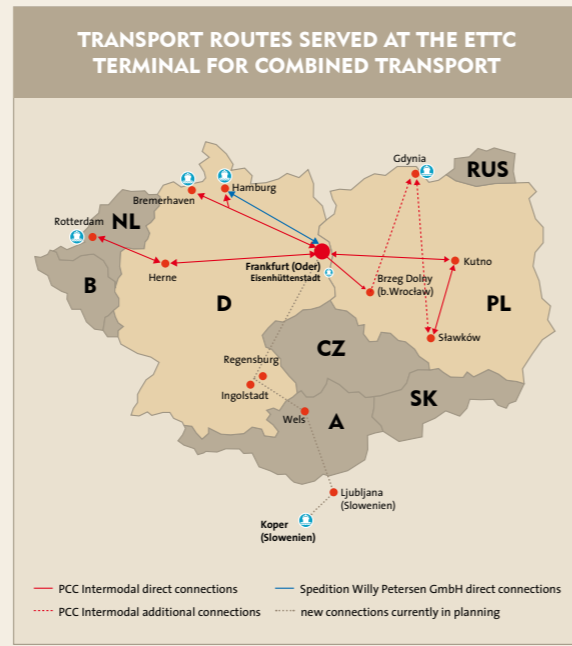 TRANSPORT ROUTES SERVED AT THE ETTC
TERMINAL FOR COMBINED TRANSPORT
Gdynia
RUS
Hamburg
Bremerhaven
Rotterdam
NL
Frankfurt (Oder)
Eisenhüttenstadt
Kutno
Herne
Brzeg Dolny
(b.Wrocław)
B
D
PL
Sławków
CZ
Regensburg
Ingolstadt
SK
Wels
A
Ljubljana
(Slowenien)
Koper
(Slowenien)
PCC Intermodal direct connections
Spedition Willy Petersen GmbH direct connections
PCC Intermodal additional connections
new connections currently in planning